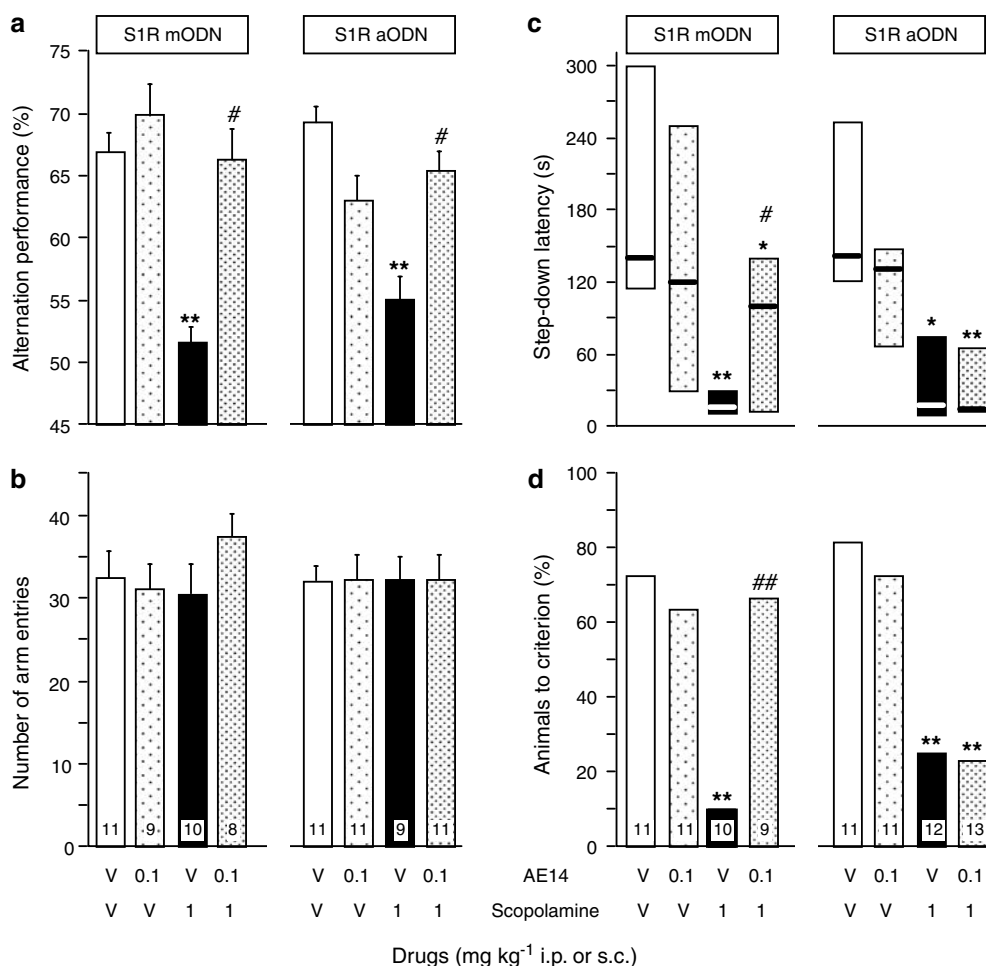 a
S1R mODN
S1R aODN
75
70
65
60
55
50
45
Alternation performance (%)
#
**
#
**
b
40
30
20
10
0
Number of arm entries
11 9 10 8
11 11 9 11
V 0.1 V 0.1
V V 1 1
V 0.1 V 0.1
V V 1 1
c
S1R mODN
S1R aODN
300
240
180
120
60
0
Step-down latency (s)
**
#
*
*
**
d
100
80
60
40
20
0
Animals to criterion (%)
**
##
**
**
11 11 10 9
11 11 12 13
AE14
V 0.1 V 0.1
V 0.1 V 0.1
Scopolamine
V V 1 1
V V 1 1
Drugs (mg kg⁻¹ i.p. or s.c.)